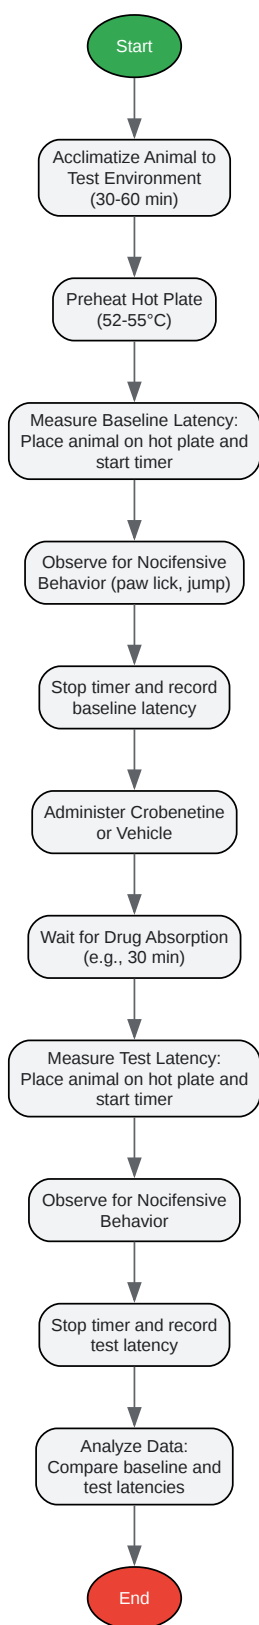 Start
Acclimatize Animal to
Test Environment
(30-60 min)
Preheat Hot Plate
(52-55°C)
Measure Baseline Latency:
Place animal on hot plate and
start timer
Observe for Nocifensive
Behavior (paw lick, jump)
Stop timer and record
baseline latency
Administer Crobenetine
or Vehicle
Wait for Drug Absorption
(e.g., 30 min)
Measure Test Latency:
Place animal on hot plate and
start timer
Observe for Nocifensive
Behavior
Stop timer and record
test latency
Analyze Data:
Compare baseline and
test latencies
End